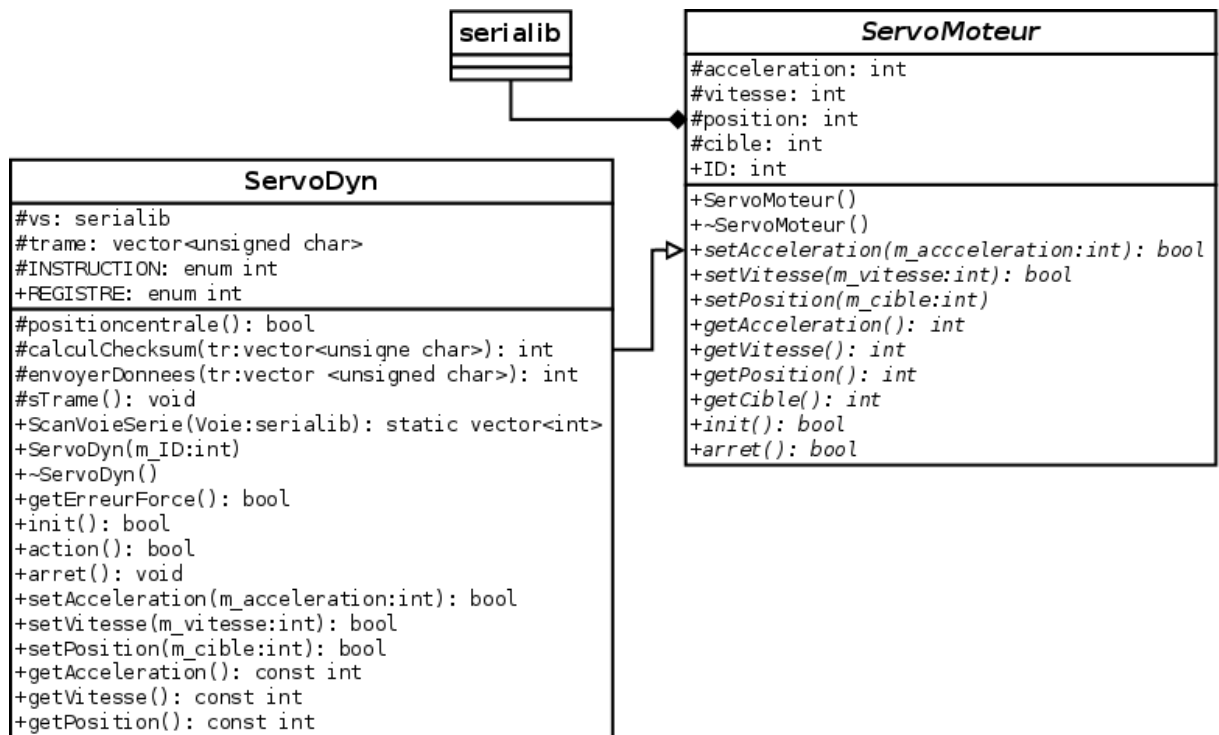 serialib
ServoMoteur
#acceleration: int
#vitesse: int
#position: int
#cible: int
+ID: int
+ServoMoteur()
+~ServoMoteur()
+setAcceleration(m_accceleration:int): bool
+setVitesse(m_vitesse:int): bool
+setPosition(m_cible:int)
+getAcceleration(): int
+getVitesse(): int
+getPosition(): int
+getCible(): int
+init(): bool
+arret(): bool
ServoDyn
#vs: serialib
#trame: vector<unsigned char>
#INSTRUCTION: enum int
+REGISTRE: enum int
#positioncentrale(): bool
#calculChecksum(tr:vector<unsigne char>): int
#envoyerDonnees(tr:vector <unsigned char>): int
#sTrame(): void
+ScanVoieSerie(Voie:serialib): static vector<int>
+ServoDyn(m_ID:int)
+~ServoDyn()
+getErreurForce(): bool
+init(): bool
+action(): bool
+arret(): void
+setAcceleration(m_acceleration:int): bool
+setVitesse(m_vitesse:int): bool
+setPosition(m_cible:int): bool
+getAcceleration(): const int
+getVitesse(): const int
+getPosition(): const int